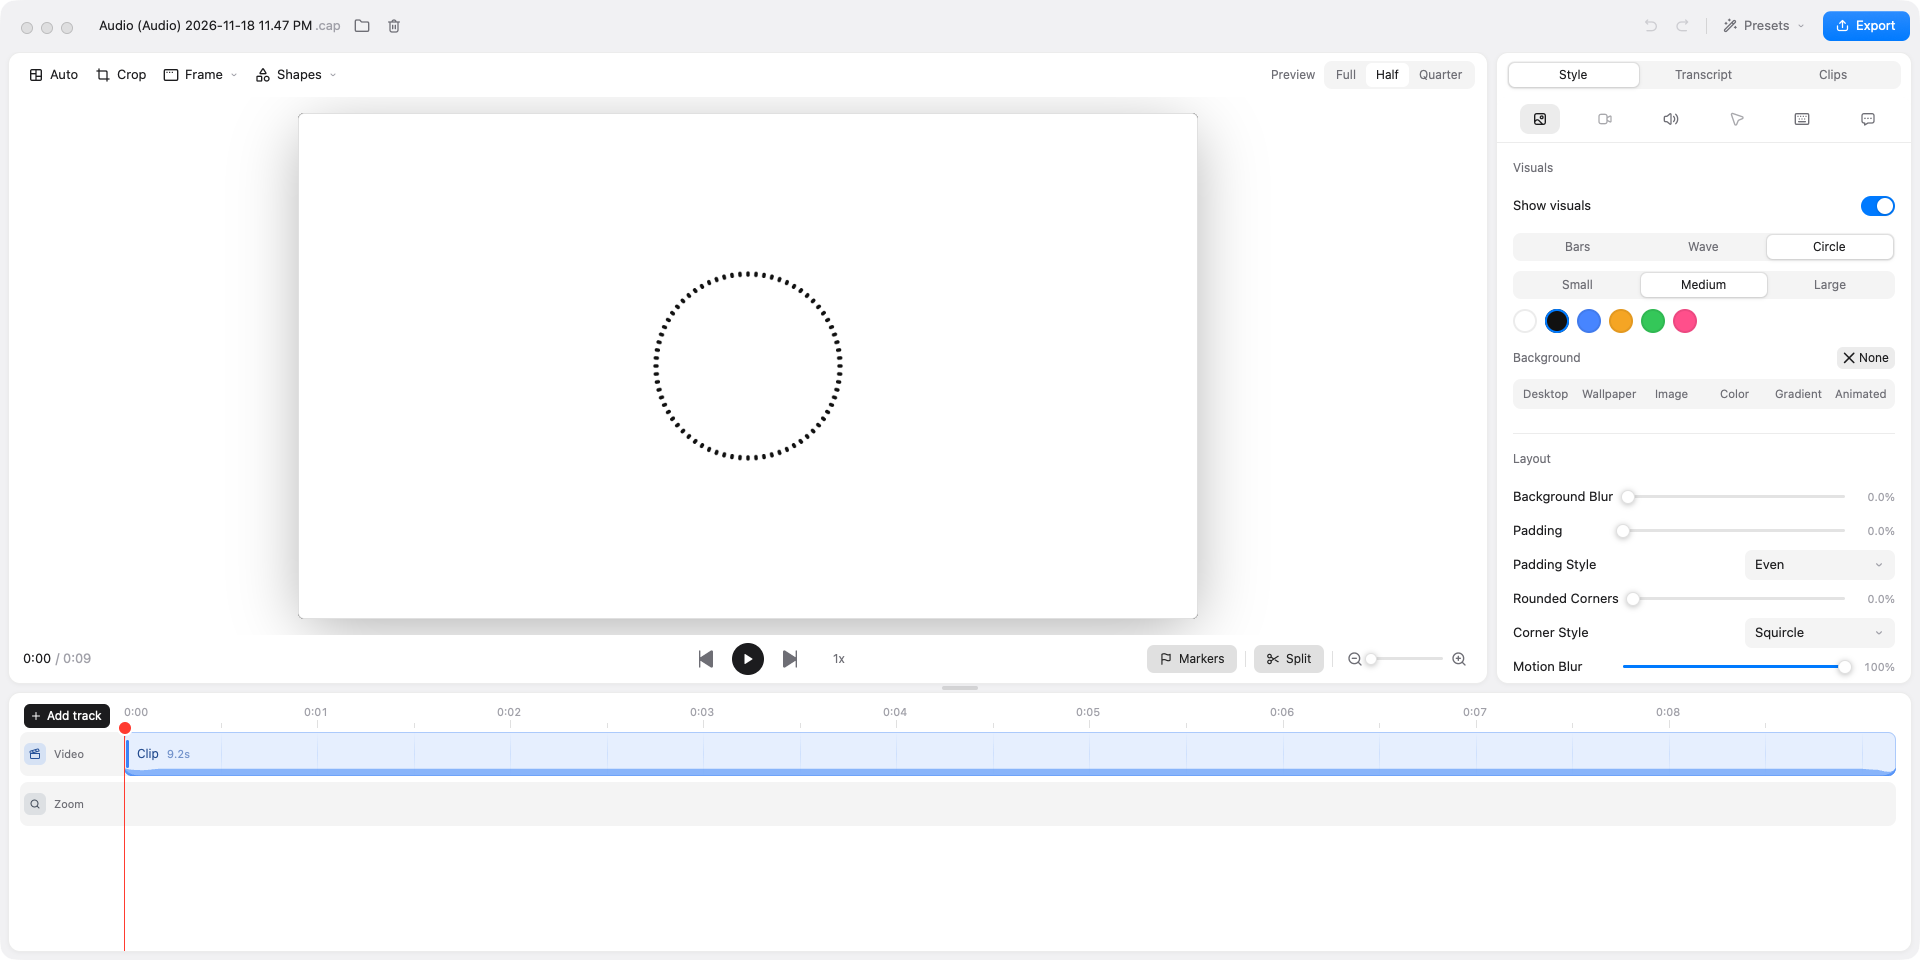 Audio (Audio) 2026-11-18 11.47 PM .cap
Presets
Export
Auto
Crop
Frame
Shapes
Preview
Full
Half
Quarter
Style
Transcript
Clips
Visuals
Show visuals
Bars
Wave
Circle
Small
Medium
Large
Background
None
Desktop
Wallpaper
Image
Color
Gradient
Animated
Layout
Background Blur
0.0%
Padding
0.0%
Padding Style
Even
Rounded Corners
0.0%
Corner Style
Squircle
Motion Blur
100%
0:00 / 0:09
1x
Markers
Split
Add track
0:00
0:01
0:02
0:03
0:04
0:05
0:06
0:07
0:08
Video
Clip 9.2s
Zoom